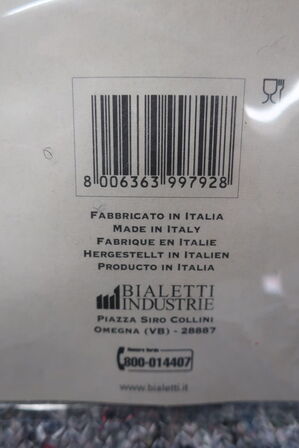 8 006363 997928
FABBRICATO IN ITALIA
MADE IN ITALY
FABRIQUE EN ITALIE
HERGESTELLT IN ITALIEN
PRODUCTO IN ITALIA
BIALETTI
INDUSTRIE
PIAZZA SIRO COLLINI
OMEGNA (VB) - 28887
Numero Verde
800-014407
www.bialetti.it